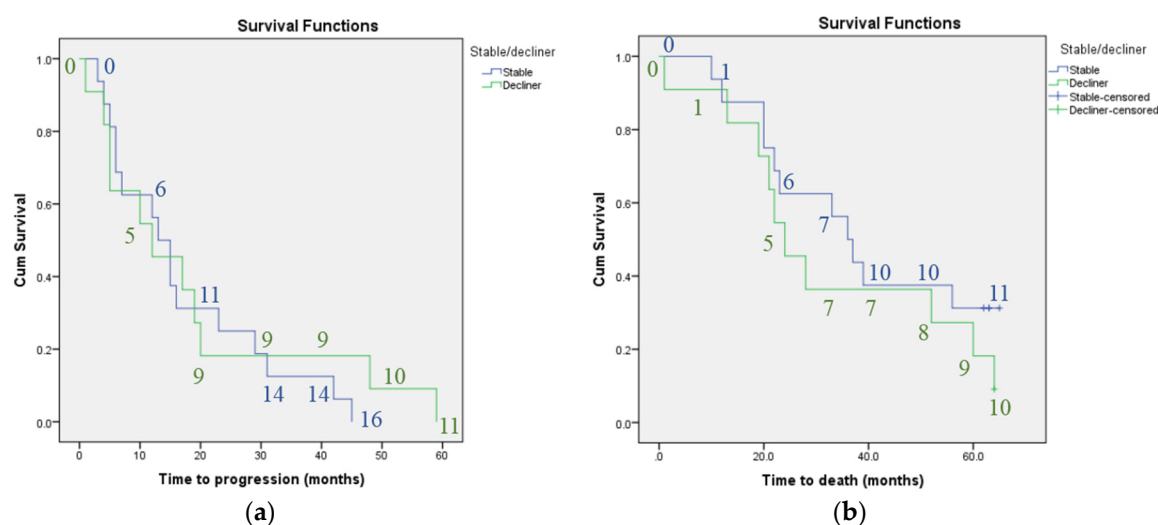 Survival Functions
Stable/decliner
Stable
Decliner
Cum Survival
1.0
0.8
0.6
0.4
0.2
0.0
0 0
6
5
11
9 9
9
14 14
10
16
11
0 10 20 30 40 50 60
Time to progression (months)
(a)
Survival Functions
Stable/decliner
Stable
Decliner
Stable-censored
Decliner-censored
Cum Survival
1.0
0.8
0.6
0.4
0.2
0.0
0
0 1
1
6
7
5
10 10
11
7 7
8
9
10
.0 20.0 40.0 60.0
Time to death (months)
(b)